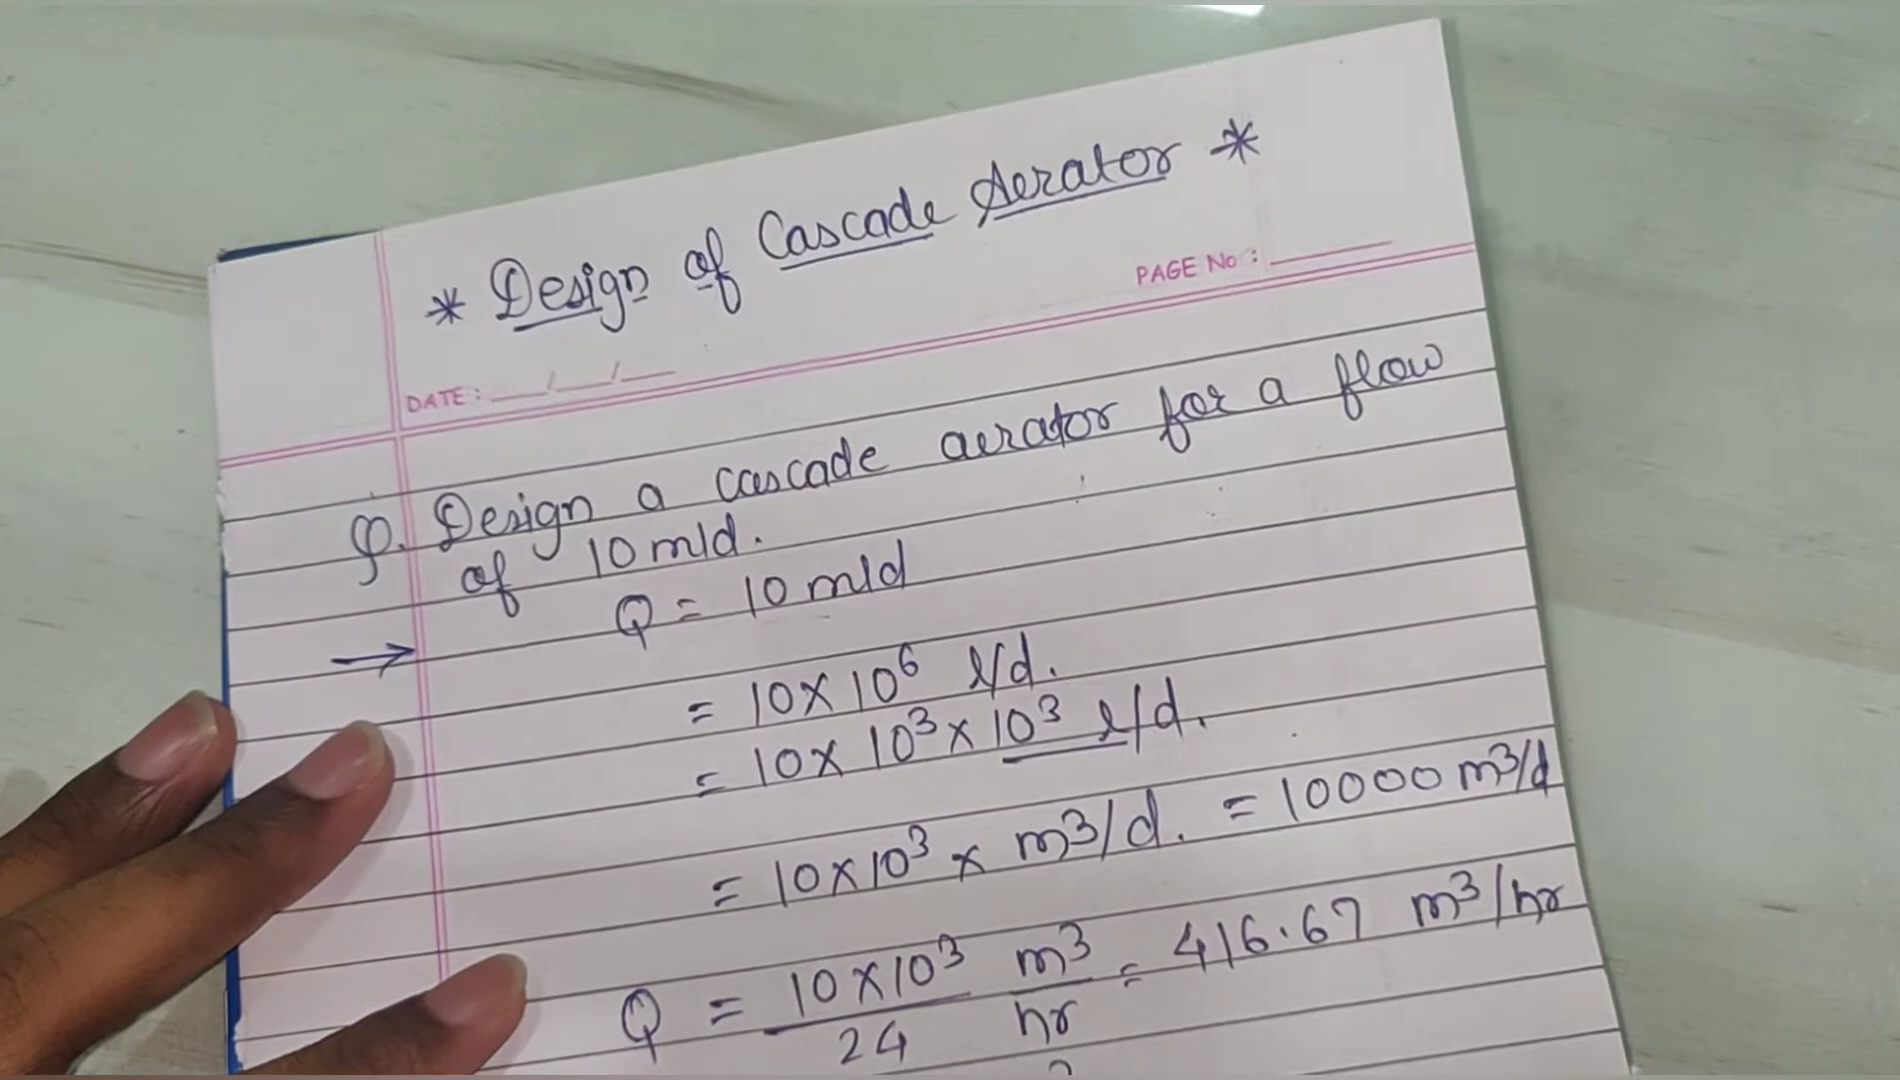 * Design of Cascade Aerator *
PAGE No :
DATE : / /
Q. Design a cascade aerator for a flow
of 10 mld.
→ Q = 10 mld
= 10 × 10⁶ l/d.
= 10 × 10³ × 10³ l/d.
= 10 × 10³ × m³/d. = 10000 m³/d
Q = 10 × 10³ / 24 m³/hr = 416.67 m³/hr